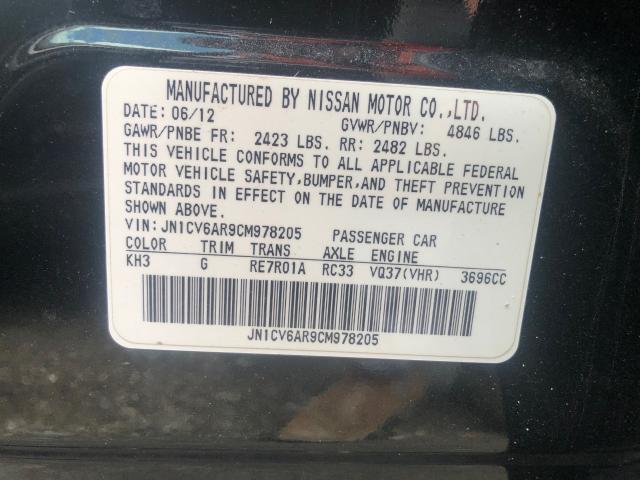 MANUFACTURED BY NISSAN MOTOR CO.,LTD.
DATE: 06/12 GVWR/PNBV: 4846 LBS.
GAWR/PNBE FR: 2423 LBS. RR: 2482 LBS.
THIS VEHICLE CONFORMS TO ALL APPLICABLE FEDERAL
MOTOR VEHICLE SAFETY,BUMPER,AND THEFT PREVENTION
STANDARDS IN EFFECT ON THE DATE OF MANUFACTURE
SHOWN ABOVE.
VIN: JN1CV6AR9CM978205 PASSENGER CAR
COLOR TRIM TRANS AXLE ENGINE
KH3 G RE7R01A RC33 VQ37(VHR) 3696CC
JN1CV6AR9CM978205